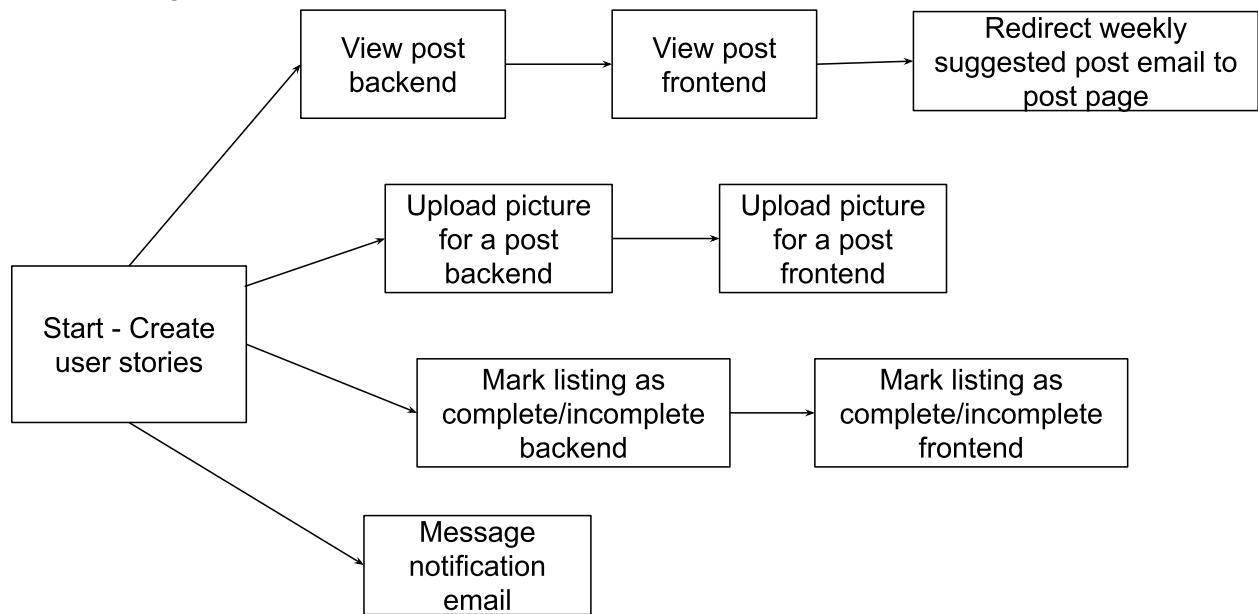 View post
backend
View post
frontend
Redirect weekly
suggested post email to
post page
Upload picture
for a post
backend
Upload picture
for a post
frontend
Start - Create
user stories
Mark listing as
complete/incomplete
backend
Mark listing as
complete/incomplete
frontend
Message
notification
email